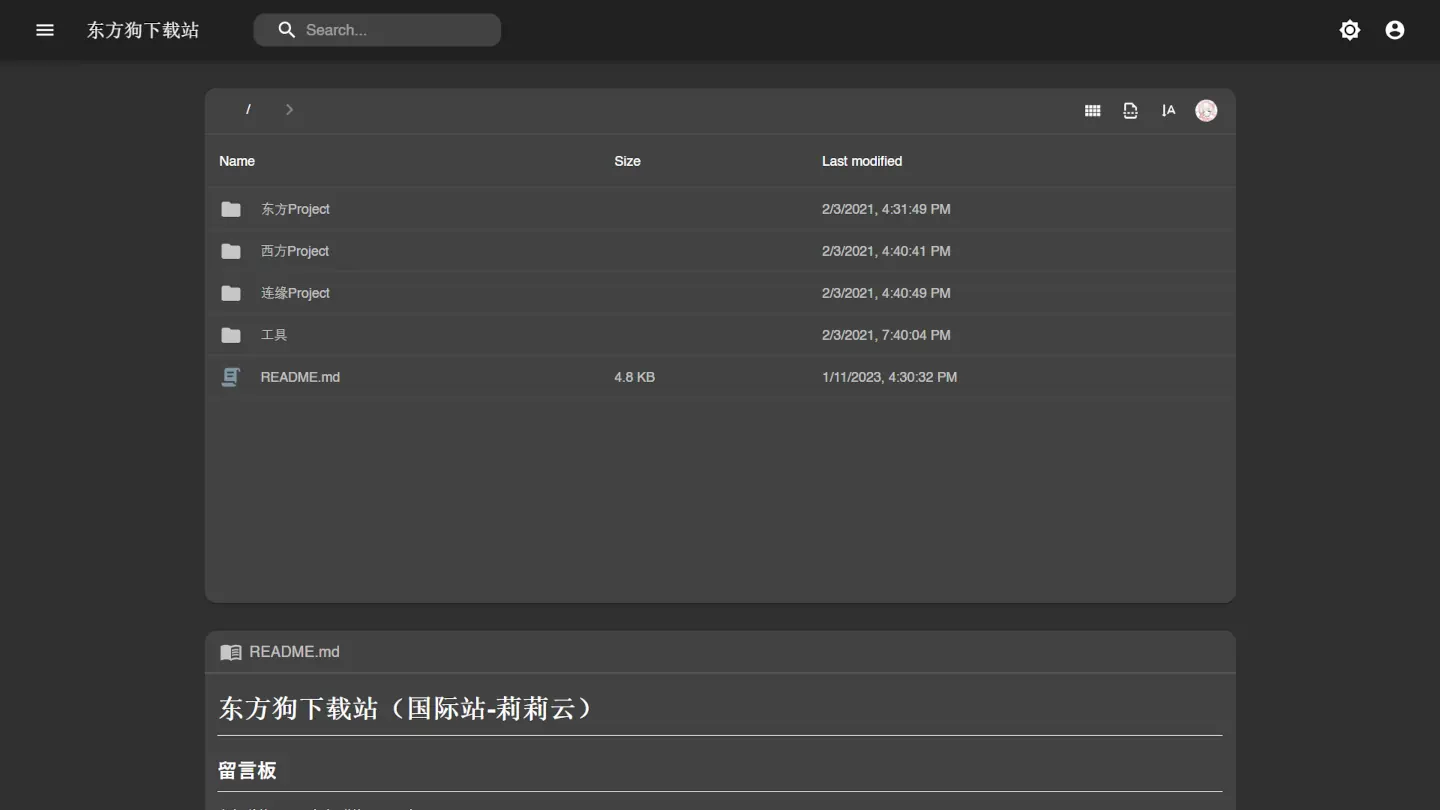 东方狗下载站 Search...
/
Name Size Last modified
东方Project 2/3/2021, 4:31:49 PM
西方Project 2/3/2021, 4:40:41 PM
连缘Project 2/3/2021, 4:40:49 PM
工具 2/3/2021, 7:40:04 PM
README.md 4.8 KB 1/11/2023, 4:30:32 PM
README.md
东方狗下载站（国际站-莉莉云）
留言板